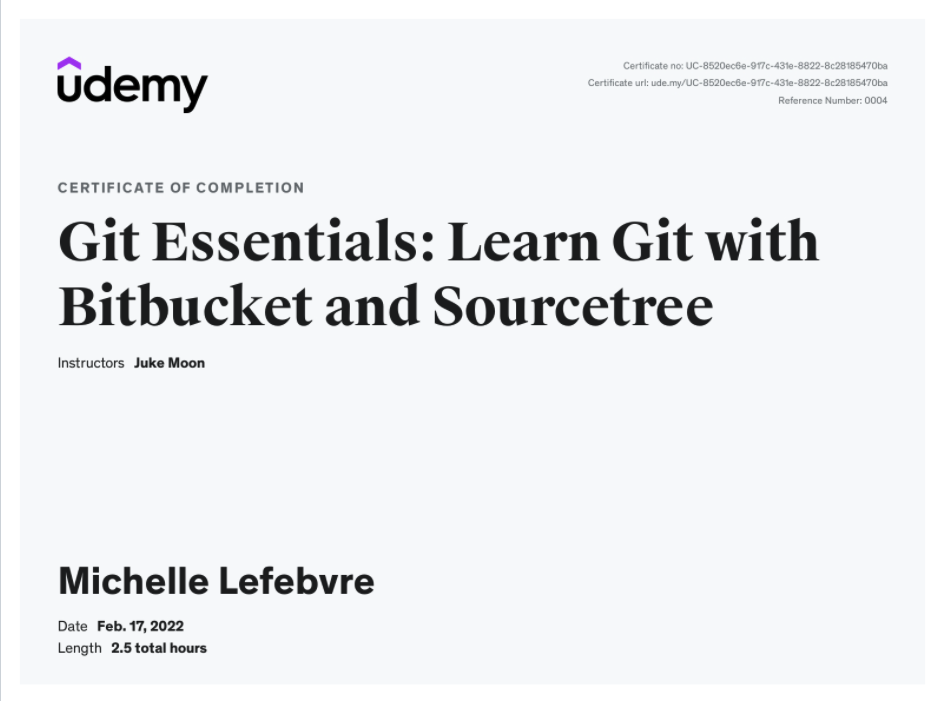 udemy
Certificate no: UC-8520ec6e-917c-431e-8822-8c28185470ba
Certificate url: ude.my/UC-8520ec6e-917c-431e-8822-8c28185470ba
Reference Number: 0004
CERTIFICATE OF COMPLETION
Git Essentials: Learn Git with
Bitbucket and Sourcetree
Instructors Juke Moon
Michelle Lefebvre
Date Feb. 17, 2022
Length 2.5 total hours